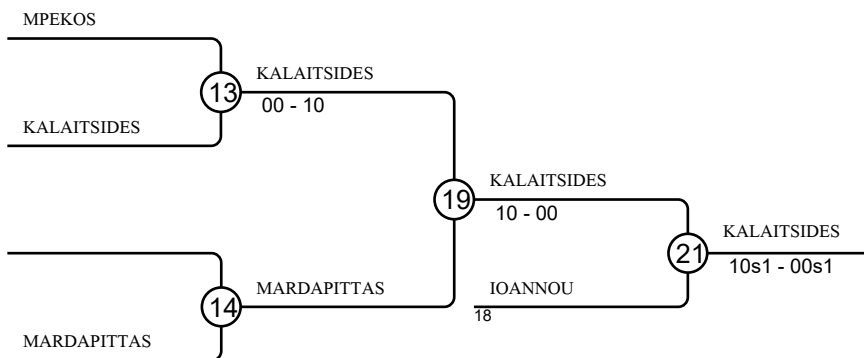 MPEKOS
13
KALAITSIDES
00 - 10
KALAITSIDES
19
KALAITSIDES
10 - 00
21
KALAITSIDES
10s1 - 00s1
14
MARDAPITTAS
IOANNOU
18
MARDAPITTAS